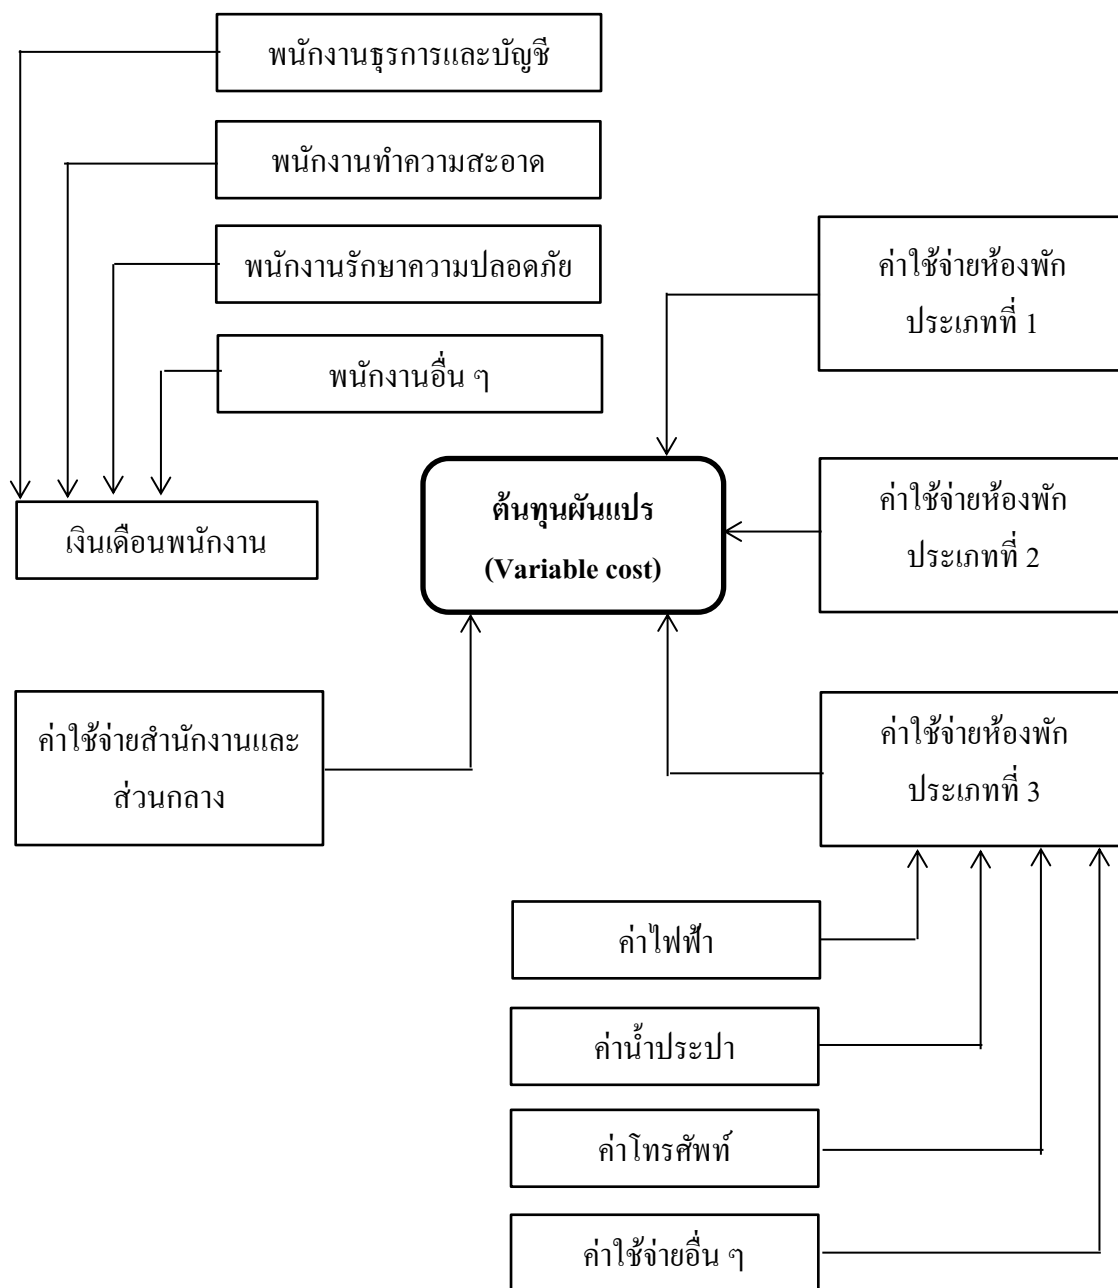 พนักงานธุรการและบัญชี
พนักงานทำความสะอาด
พนักงานรักษาความปลอดภัย
พนักงานอื่น ๆ
เงินเดือนพนักงาน
ค่าใช้จ่ายห้องพัก
ประเภทที่ 1
ต้นทุนผันแปร
(Variable cost)
ค่าใช้จ่ายห้องพัก
ประเภทที่ 2
ค่าใช้จ่ายสำนักงานและ
ส่วนกลาง
ค่าใช้จ่ายห้องพัก
ประเภทที่ 3
ค่าไฟฟ้า
ค่าน้ำประปา
ค่าโทรศัพท์
ค่าใช้จ่ายอื่น ๆ